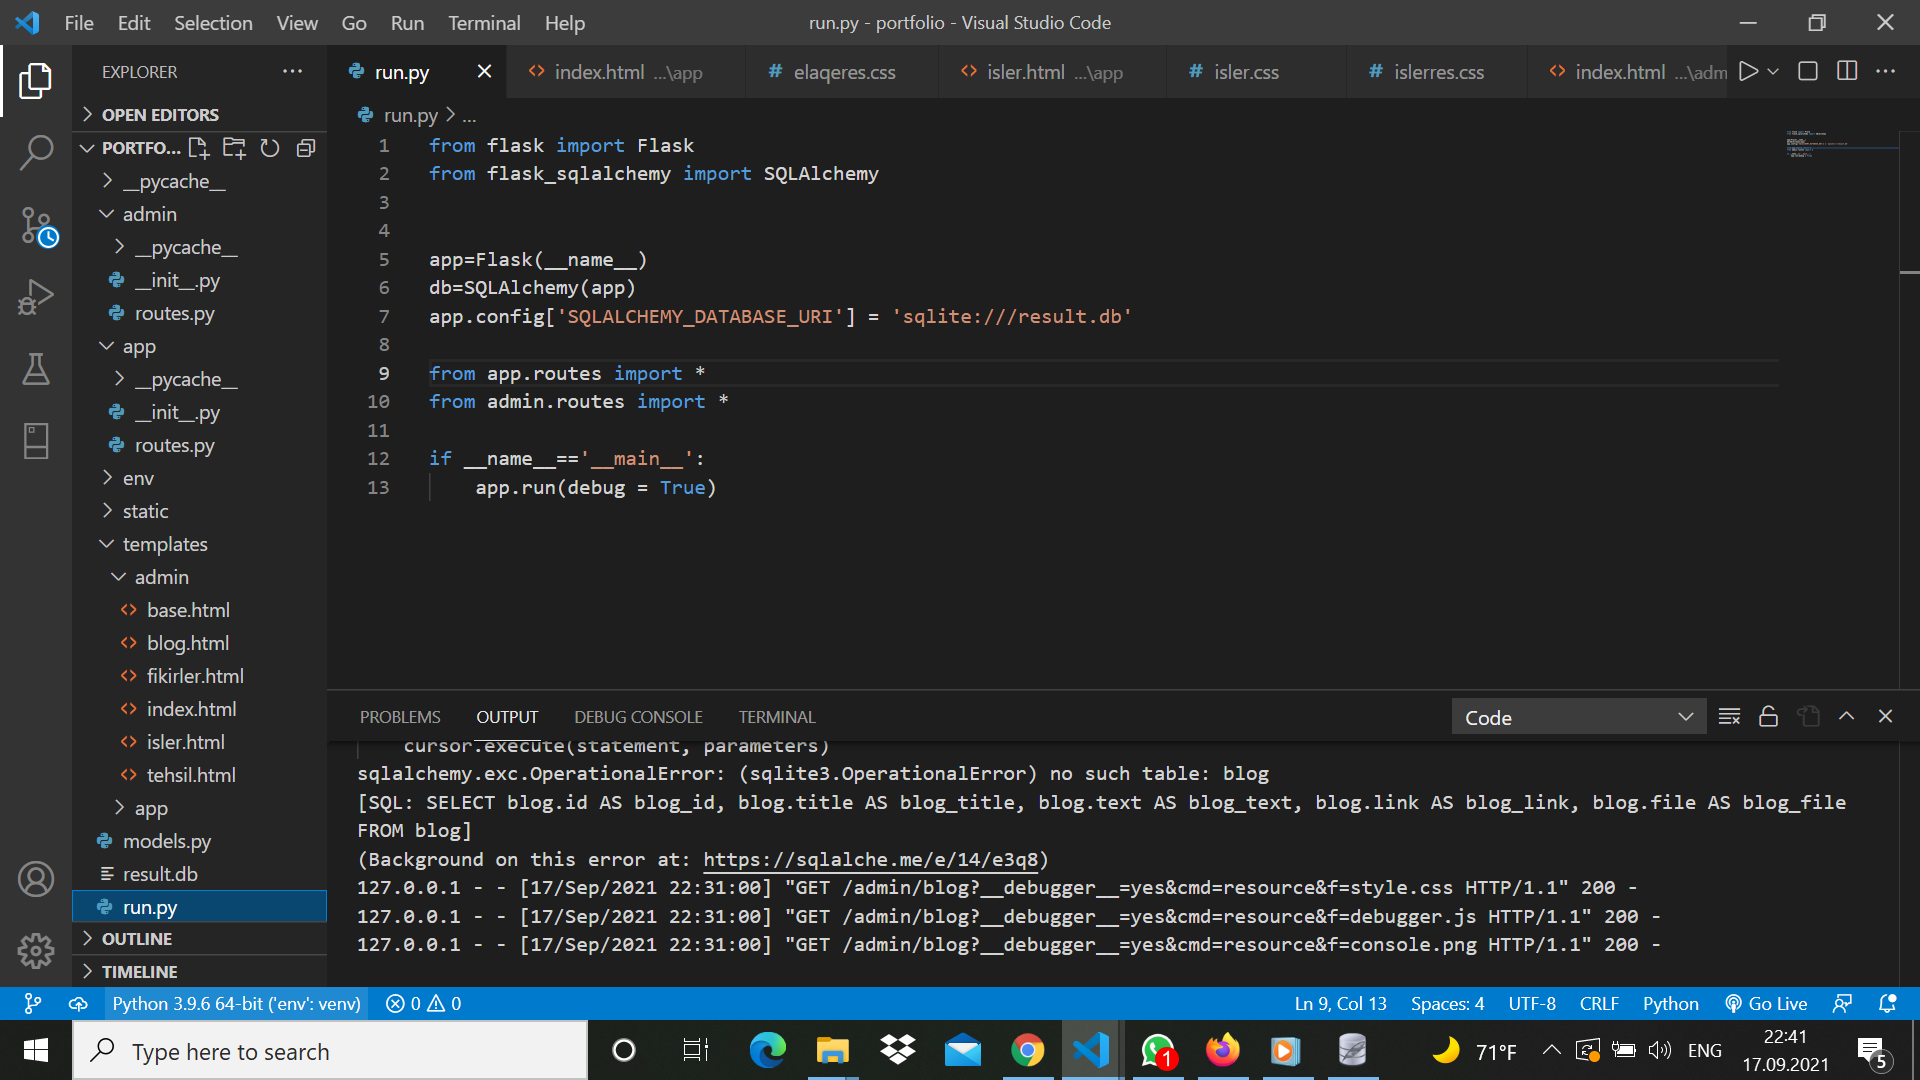 File Edit Selection View Go Run Terminal Help
run.py - portfolio - Visual Studio Code
EXPLORER
OPEN EDITORS
PORTFO...
__pycache__
admin
__pycache__
__init__.py
routes.py
app
__pycache__
__init__.py
routes.py
env
static
templates
admin
base.html
blog.html
fikirler.html
index.html
isler.html
tehsil.html
app
models.py
result.db
run.py
OUTLINE
TIMELINE
run.py index.html ...\app # elaqeres.css isler.html ...\app # isler.css # islerres.css index.html ...\adm
run.py > ...
1 from flask import Flask
2 from flask_sqlalchemy import SQLAlchemy
3
4
5 app=Flask(__name__)
6 db=SQLAlchemy(app)
7 app.config['SQLALCHEMY_DATABASE_URI'] = 'sqlite:///result.db'
8
9 from app.routes import *
10 from admin.routes import *
11
12 if __name__=='__main__':
13 app.run(debug = True)
PROBLEMS OUTPUT DEBUG CONSOLE TERMINAL
Code
cursor.execute(statement, parameters)
sqlalchemy.exc.OperationalError: (sqlite3.OperationalError) no such table: blog
[SQL: SELECT blog.id AS blog_id, blog.title AS blog_title, blog.text AS blog_text, blog.link AS blog_link, blog.file AS blog_file
FROM blog]
(Background on this error at: https://sqlalche.me/e/14/e3q8)
127.0.0.1 - - [17/Sep/2021 22:31:00] "GET /admin/blog?__debugger__=yes&cmd=resource&f=style.css HTTP/1.1" 200 -
127.0.0.1 - - [17/Sep/2021 22:31:00] "GET /admin/blog?__debugger__=yes&cmd=resource&f=debugger.js HTTP/1.1" 200 -
127.0.0.1 - - [17/Sep/2021 22:31:00] "GET /admin/blog?__debugger__=yes&cmd=resource&f=console.png HTTP/1.1" 200 -
Python 3.9.6 64-bit ('env': venv) 0 0
Ln 9, Col 13 Spaces: 4 UTF-8 CRLF Python Go Live
Type here to search
1
71°F
ENG
22:41
17.09.2021
5